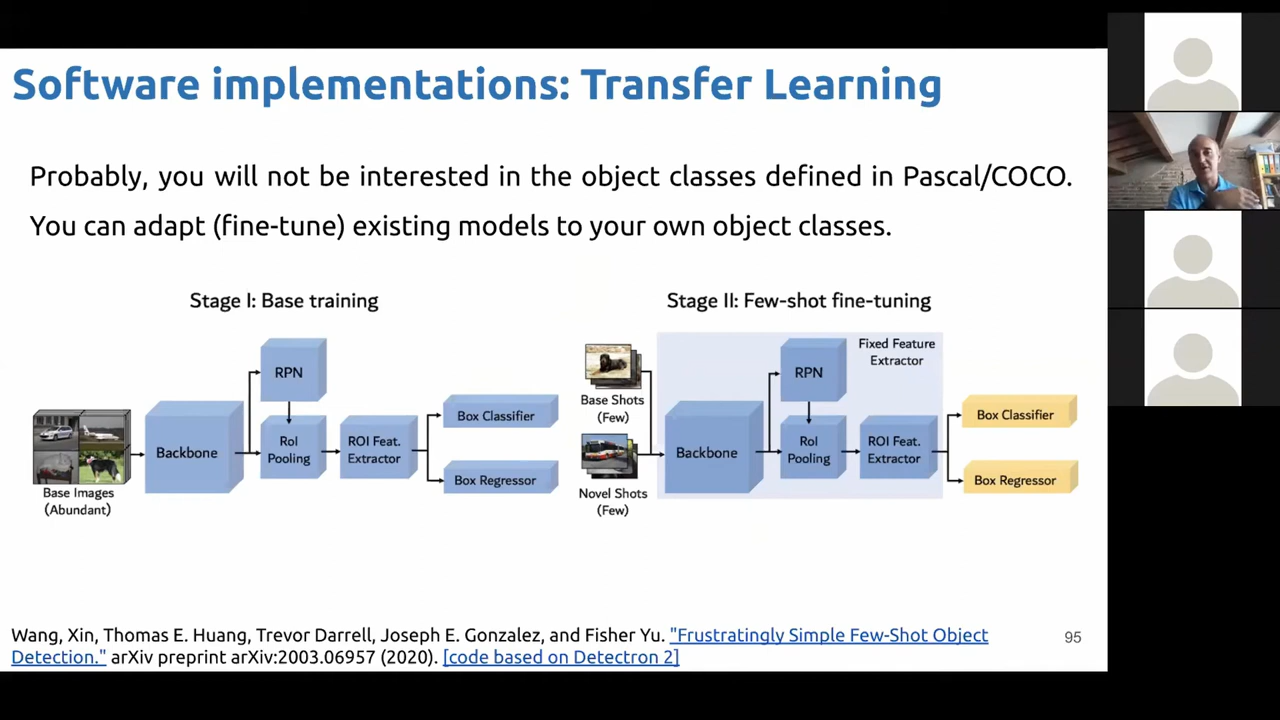 Software implementations: Transfer Learning
Probably, you will not be interested in the object classes defined in Pascal/COCO.
You can adapt (fine-tune) existing models to your own object classes.
Stage I: Base training
RPN
Backbone
RoI
Pooling
ROI Feat.
Extractor
Box Classifier
Box Regressor
Base Images
(Abundant)
Stage II: Few-shot fine-tuning
Fixed Feature
Extractor
RPN
Base Shots
(Few)
Backbone
RoI
Pooling
ROI Feat.
Extractor
Box Classifier
Box Regressor
Novel Shots
(Few)
Wang, Xin, Thomas E. Huang, Trevor Darrell, Joseph E. Gonzalez, and Fisher Yu. "Frustratingly Simple Few-Shot Object
Detection." arXiv preprint arXiv:2003.06957 (2020). [code based on Detectron 2]
95